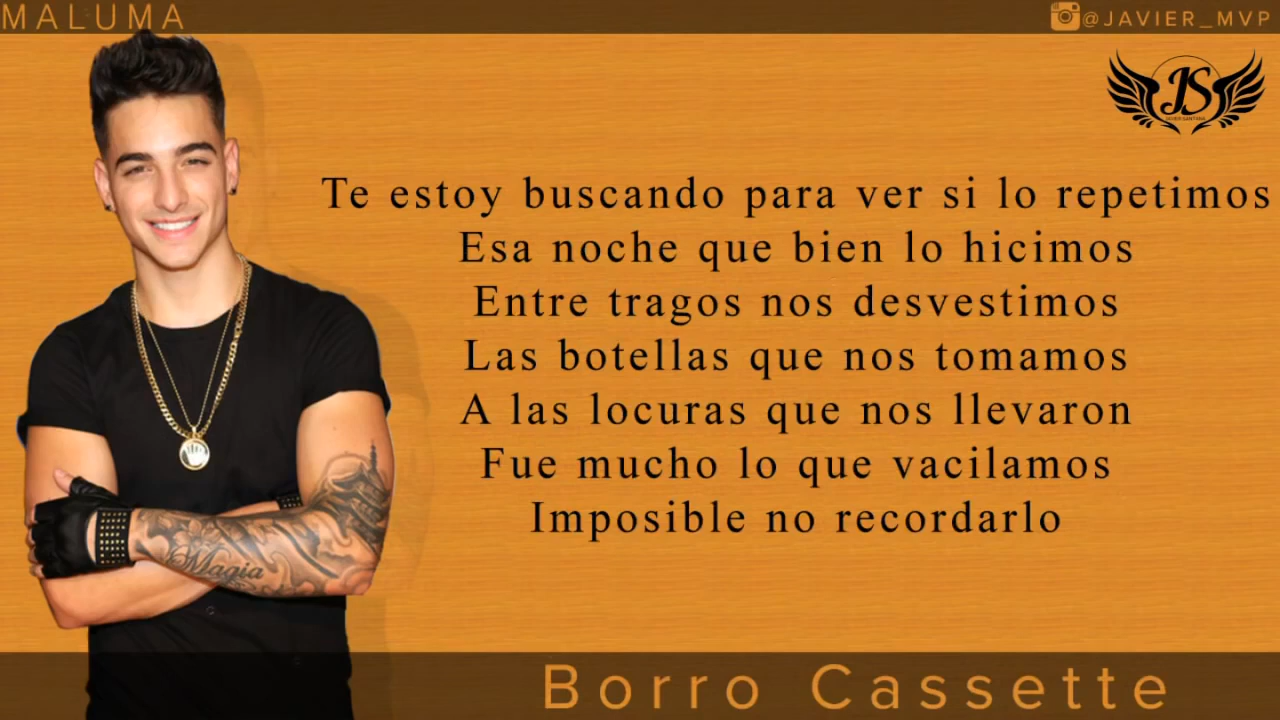 MALUMA
@JAVIER_MVP
JS
JAVIER SANTANA
Te estoy buscando para ver si lo repetimos
Esa noche que bien lo hicimos
Entre tragos nos desvestimos
Las botellas que nos tomamos
A las locuras que nos llevaron
Fue mucho lo que vacilamos
Imposible no recordarlo
Magia
Borro Cassette